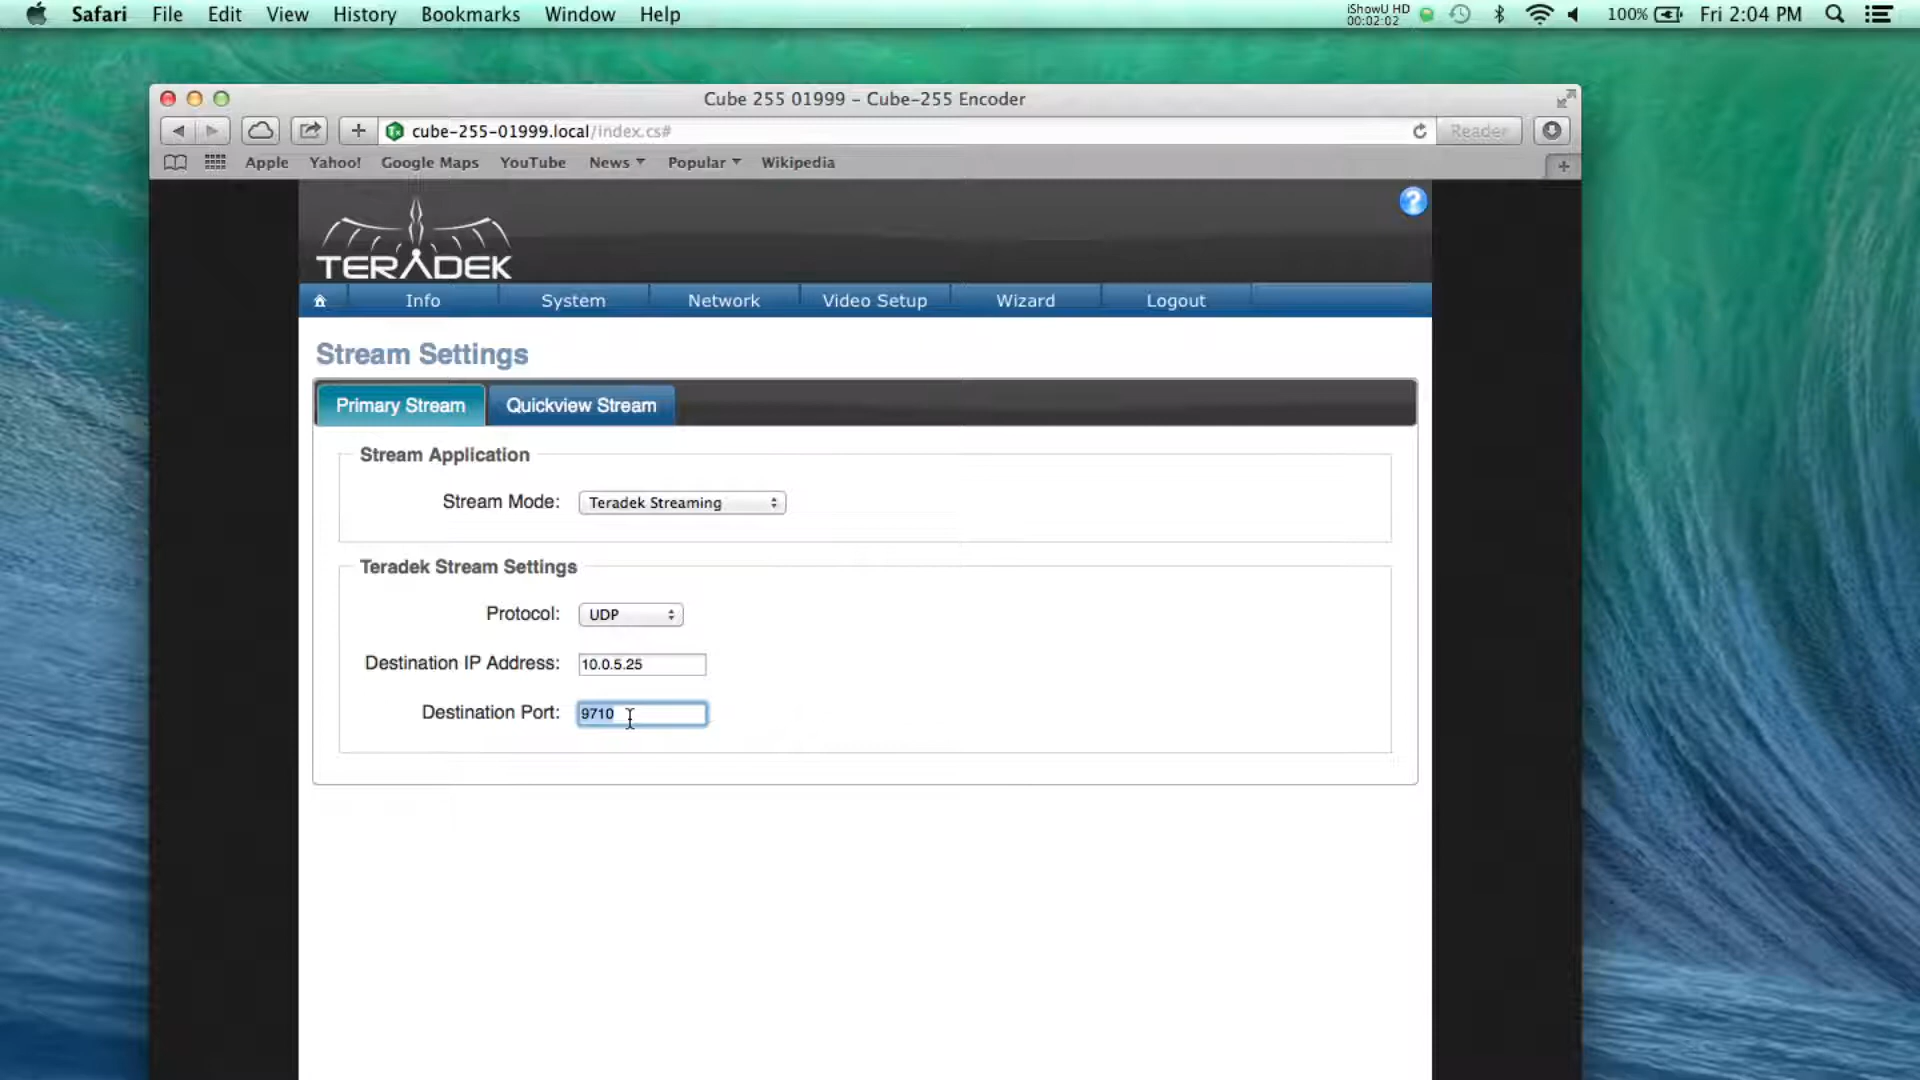 Safari File Edit View History Bookmarks Window Help iShowU HD 00:02:02 100% Fri 2:04 PM
Cube 255 01999 – Cube-255 Encoder
cube-255-01999.local/index.cs# Reader
Apple Yahoo! Google Maps YouTube News Popular Wikipedia
TERADEK
Info System Network Video Setup Wizard Logout
Stream Settings
Primary Stream Quickview Stream
Stream Application
Stream Mode: Teradek Streaming
Teradek Stream Settings
Protocol: UDP
Destination IP Address: 10.0.5.25
Destination Port: 9710